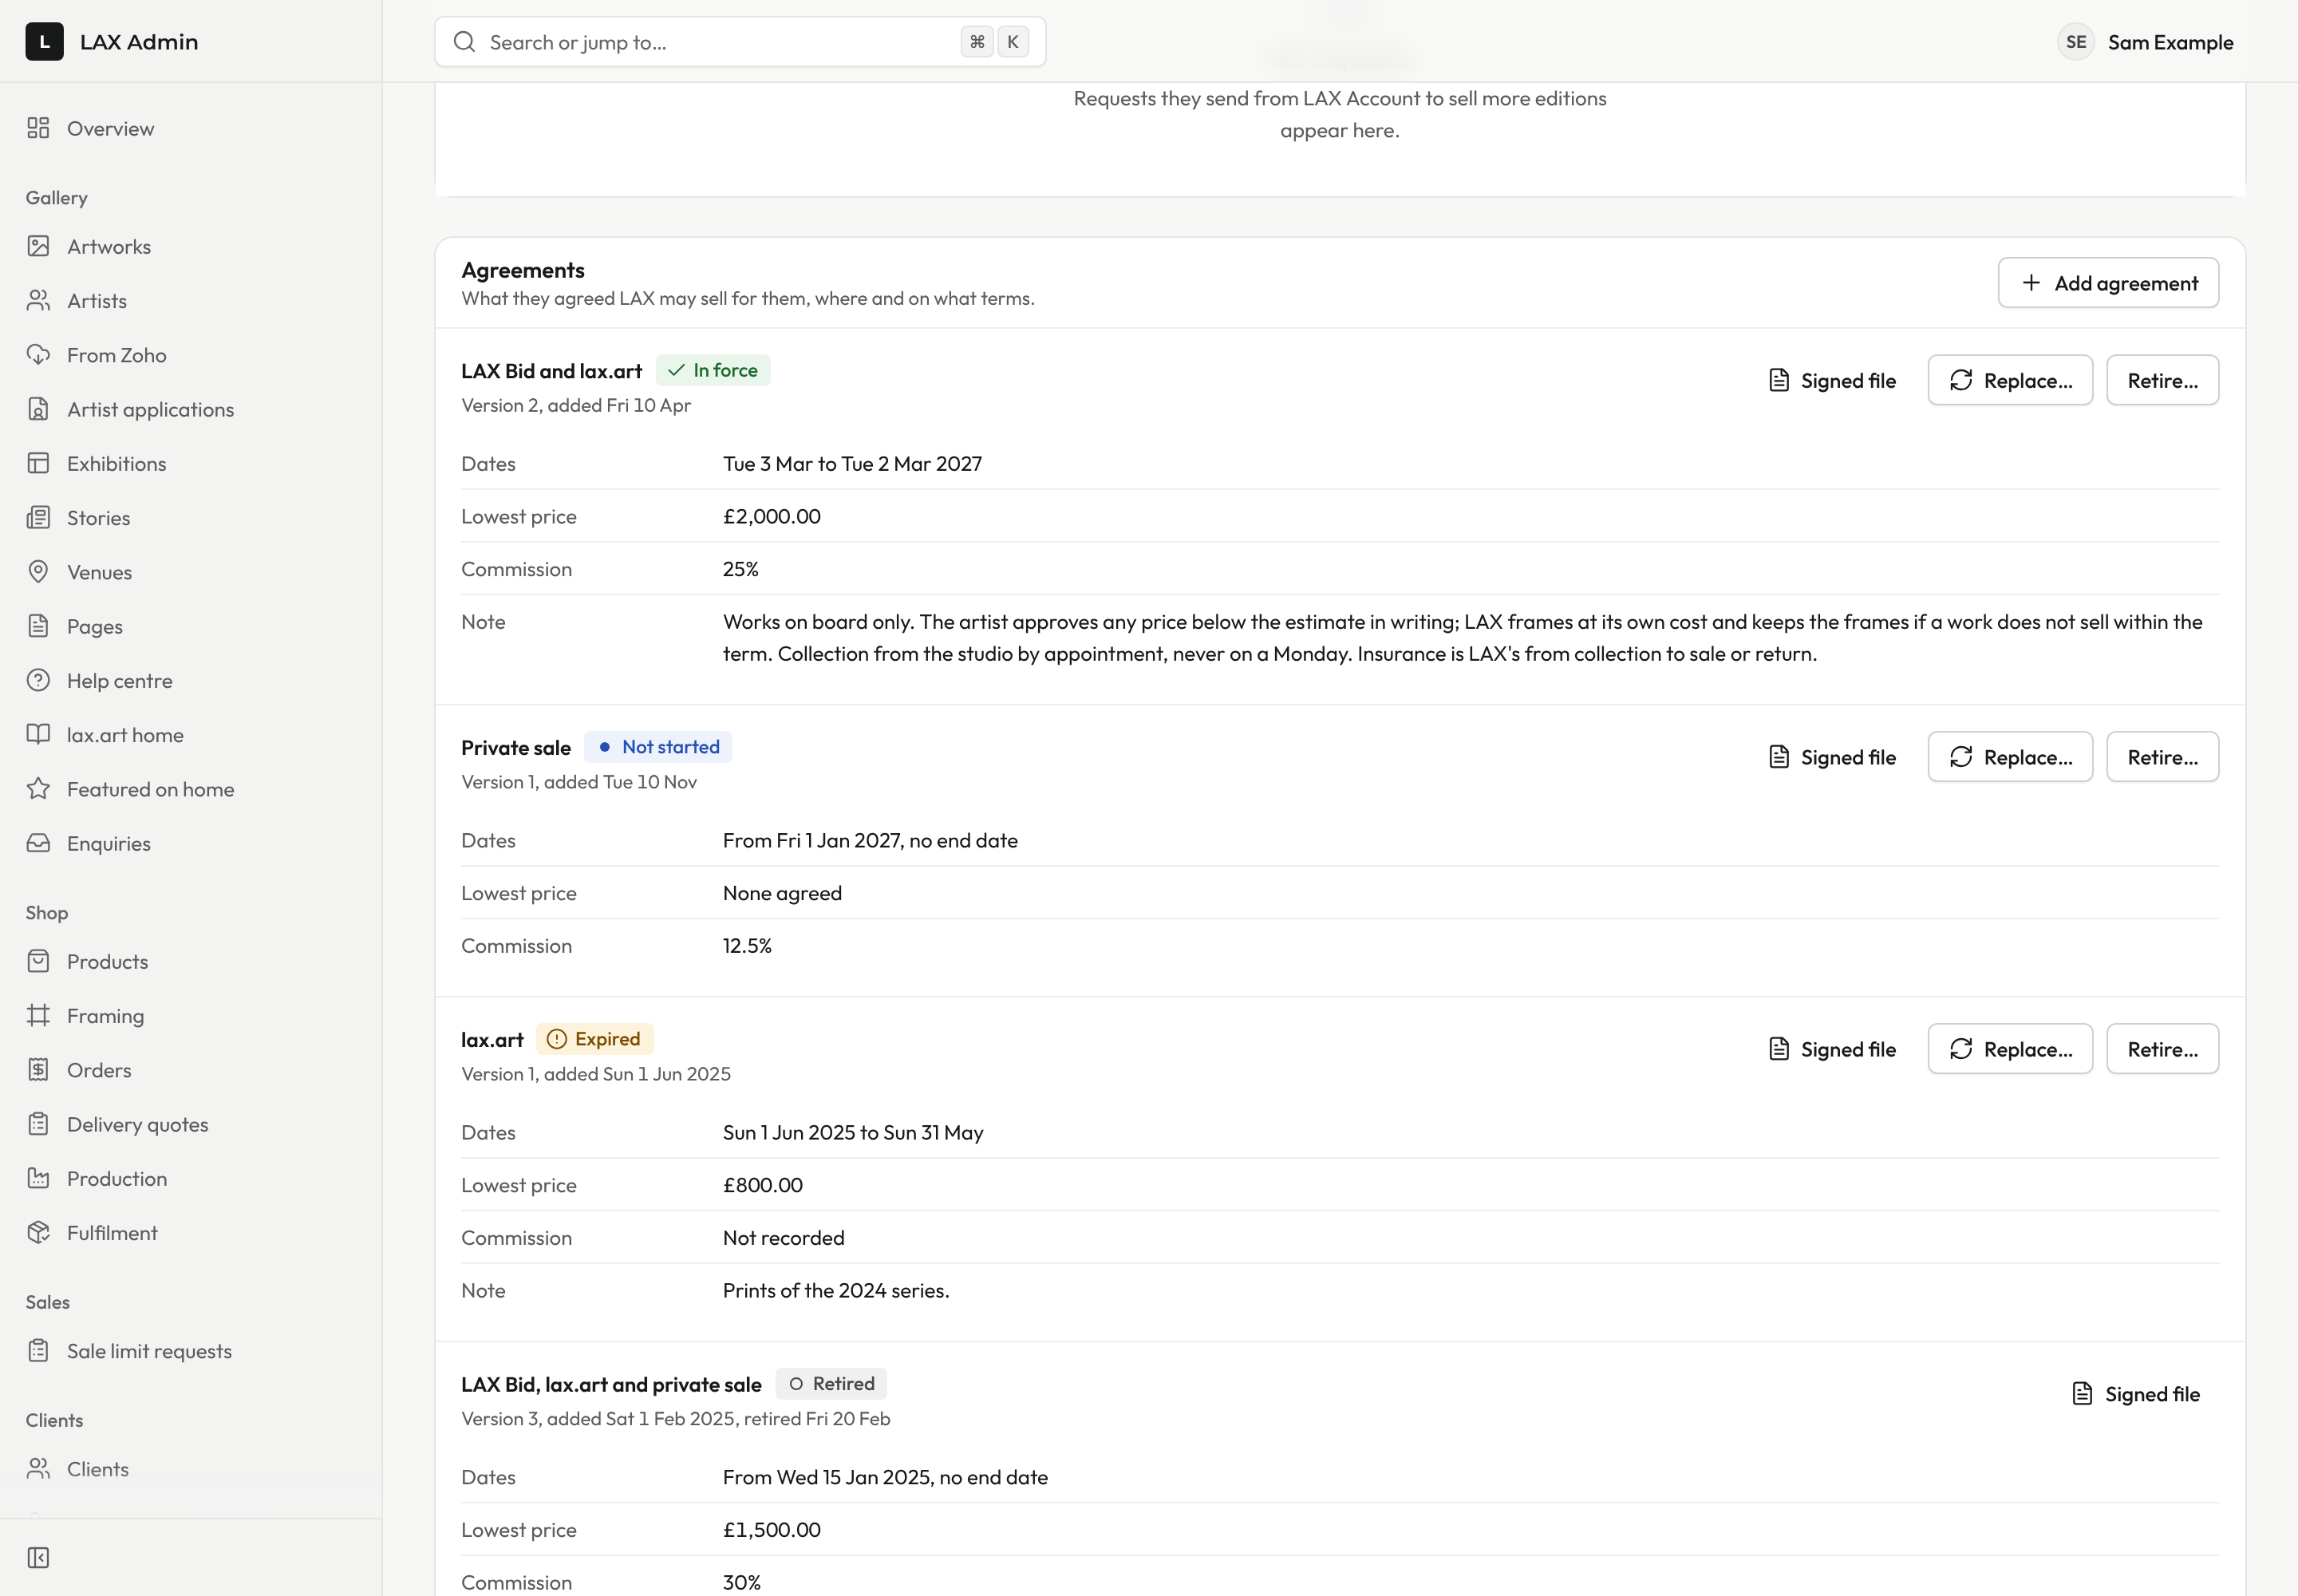 L LAX Admin
Search or jump to... ⌘ K
SE Sam Example
Overview
Gallery
Artworks
Artists
From Zoho
Artist applications
Exhibitions
Stories
Venues
Pages
Help centre
lax.art home
Featured on home
Enquiries
Shop
Products
Framing
Orders
Delivery quotes
Production
Fulfilment
Sales
Sale limit requests
Clients
Clients
Requests they send from LAX Account to sell more editions
appear here.
Agreements
What they agreed LAX may sell for them, where and on what terms.
Add agreement
LAX Bid and lax.art In force
Version 2, added Fri 10 Apr
Signed file Replace... Retire...
Dates Tue 3 Mar to Tue 2 Mar 2027
Lowest price £2,000.00
Commission 25%
Note Works on board only. The artist approves any price below the estimate in writing; LAX frames at its own cost and keeps the frames if a work does not sell within the
term. Collection from the studio by appointment, never on a Monday. Insurance is LAX's from collection to sale or return.
Private sale Not started
Version 1, added Tue 10 Nov
Signed file Replace... Retire...
Dates From Fri 1 Jan 2027, no end date
Lowest price None agreed
Commission 12.5%
lax.art Expired
Version 1, added Sun 1 Jun 2025
Signed file Replace... Retire...
Dates Sun 1 Jun 2025 to Sun 31 May
Lowest price £800.00
Commission Not recorded
Note Prints of the 2024 series.
LAX Bid, lax.art and private sale Retired
Version 3, added Sat 1 Feb 2025, retired Fri 20 Feb
Signed file
Dates From Wed 15 Jan 2025, no end date
Lowest price £1,500.00
Commission 30%